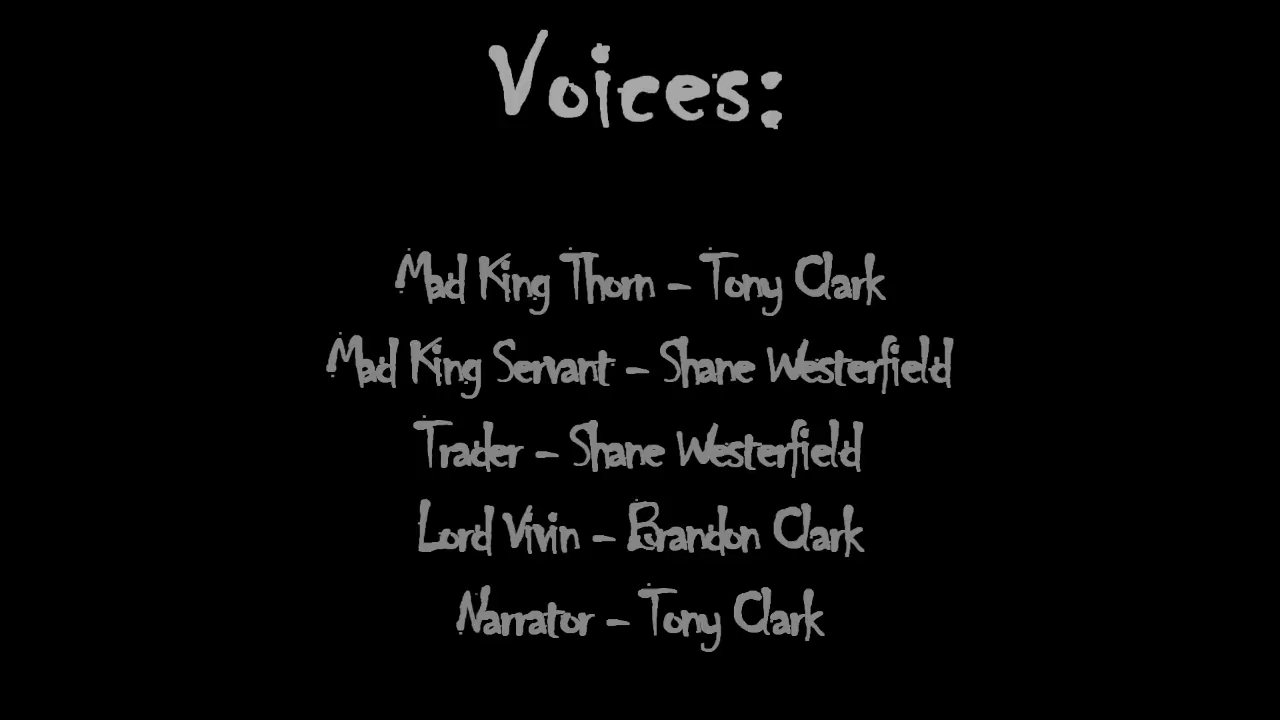 Voices:
Mad King Thorn - Tony Clark
Mad King Servant - Shane Westerfield
Trader - Shane Westerfield
Lord Vivin - Brandon Clark
Narrator - Tony Clark